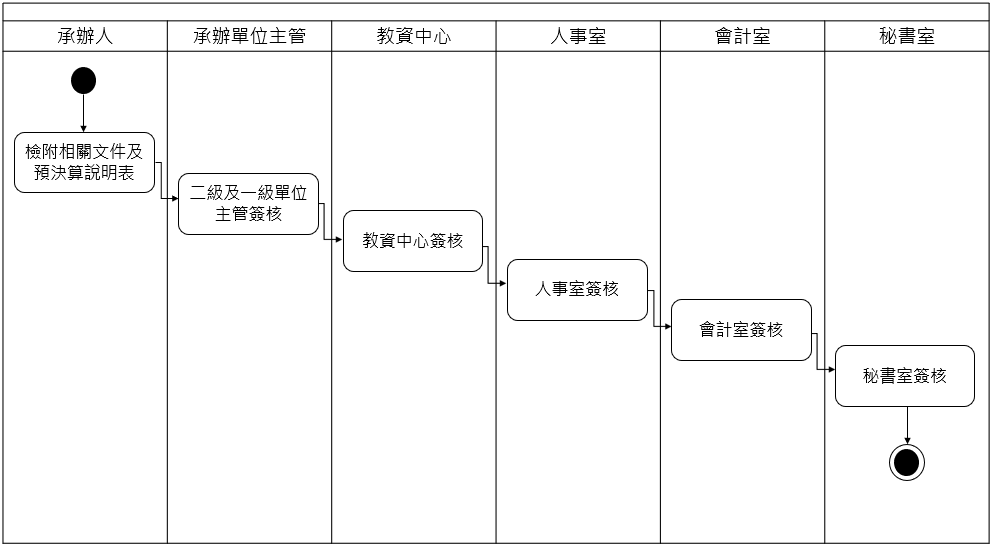 承辦人
承辦單位主管
教資中心
人事室
會計室
秘書室
檢附相關文件及
預決算說明表
二級及一級單位
主管簽核
教資中心簽核
人事室簽核
會計室簽核
秘書室簽核